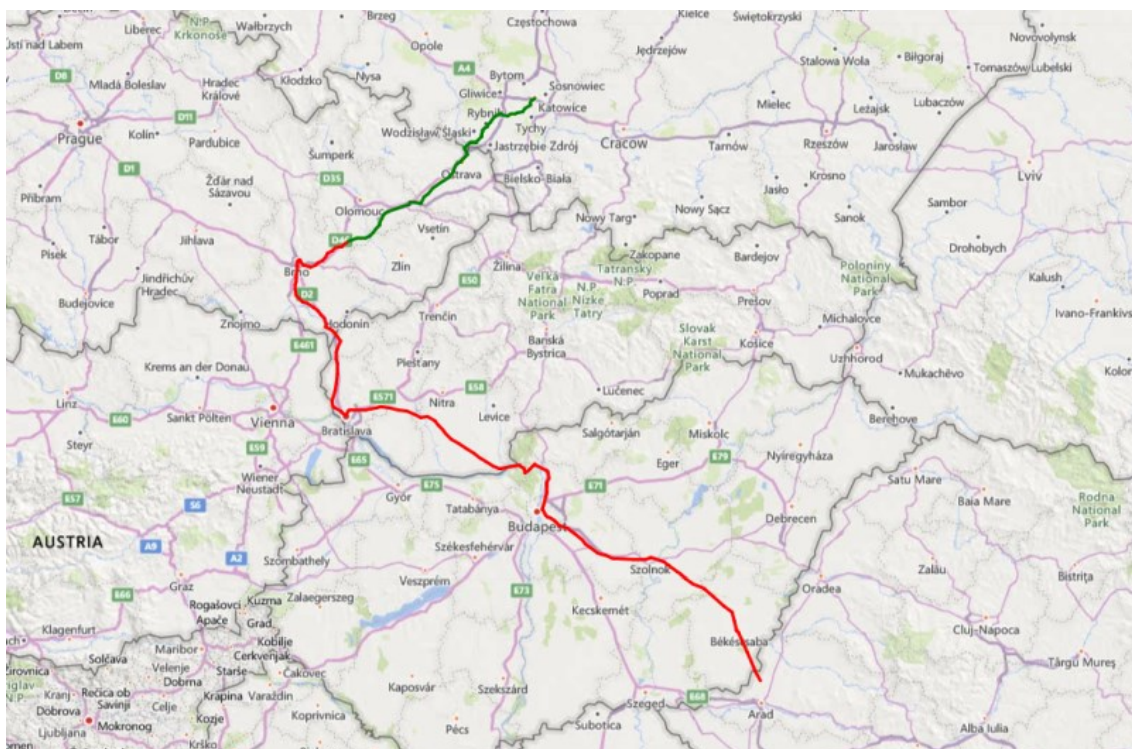 Liberec
N.P
Krkonoše
Wałbrzych
Brzeg
Częstochowa
Kielce
Świętokrzyski
Ústí nad Labem
Opole
Jędrzejów
Stalowa Wola
Biłgoraj
Novovolynsk
Tomaszów Lubelski
D8
Mladá Boleslav
Hradec
Králové
Kłodzko
Nysa
A4
Bytom
Gliwice
Sosnowiec
Katowice
Mielec
Leżajsk
Lubaczów
Prague
D11
Kolín
Pardubice
Rybnik
Wodzisław Śląski
Tychy
Jastrzębie Zdrój
Cracow
Tarnów
Rzeszów
Jarosław
D1
Šumperk
D35
Ostrava
Bielsko-Biała
Lviv
Příbram
Žďár nad
Sázavou
Olomouc
Vsetín
Nowy Targ
Nowy Sącz
Jasło
Krosno
Sanok
Sambor
Písek
Tábor
Jihlava
Brno
Zlín
Žilina
Zakopane
Bardejov
Drohobych
Jindřichův
Hradec
Budejovice
D2
E50
Veľká
Fatra
National
Park
Tatranský
N.P
N.P
Nízke
Tatry
Poprad
Prešov
Poloniny
National
Park
Kalush
Znojmo
Hodonín
Trenčín
Michalovce
Ivano-Frankivs
E461
Piešťany
Banská
Bystrica
Slovak
Karst
National
Park
Košice
Uzhhorod
Krems an der Donau
E58
Lučenec
Mukachēvo
Kolom
Linz
E60
Sankt Pölten
Vienna
E571
Nitra
Levice
Berehove
Steyr
Bratislava
Salgótarján
Miskolc
E59
Wiener
Neustadt
E65
Eger
E79
Nyíregyháza
Satu Mare
Baia Mare
Rodna
National
Park
E57
S6
Győr
E75
Tatabánya
E71
Budapest
Debrecen
AUSTRIA
A9
A2
Szombathely
Székesfehérvár
Szolnok
Oradea
Zalău
Bistrița
Graz
Veszprém
E73
E66
Rogašovci
Apače
Kuzma
Grad
Zalaegerszeg
Kecskemét
Cluj-Napoca
Klagenfurt
Maribor
Kobilje
Békéscsaba
Târgu Mureș
Solčava
Velenje
Dobrna
Starše
Cerkvenjak
Čakovec
Kaposvár
Szekszárd
E68
Kranj
Dobrova
Rečica ob
Savinji
Celje
Krapina
Varaždin
Szeged
Arad
Mokronog
Kozje
Koprivnica
Subotica
Alba Iulia
Ljubljana
Krško
Pécs